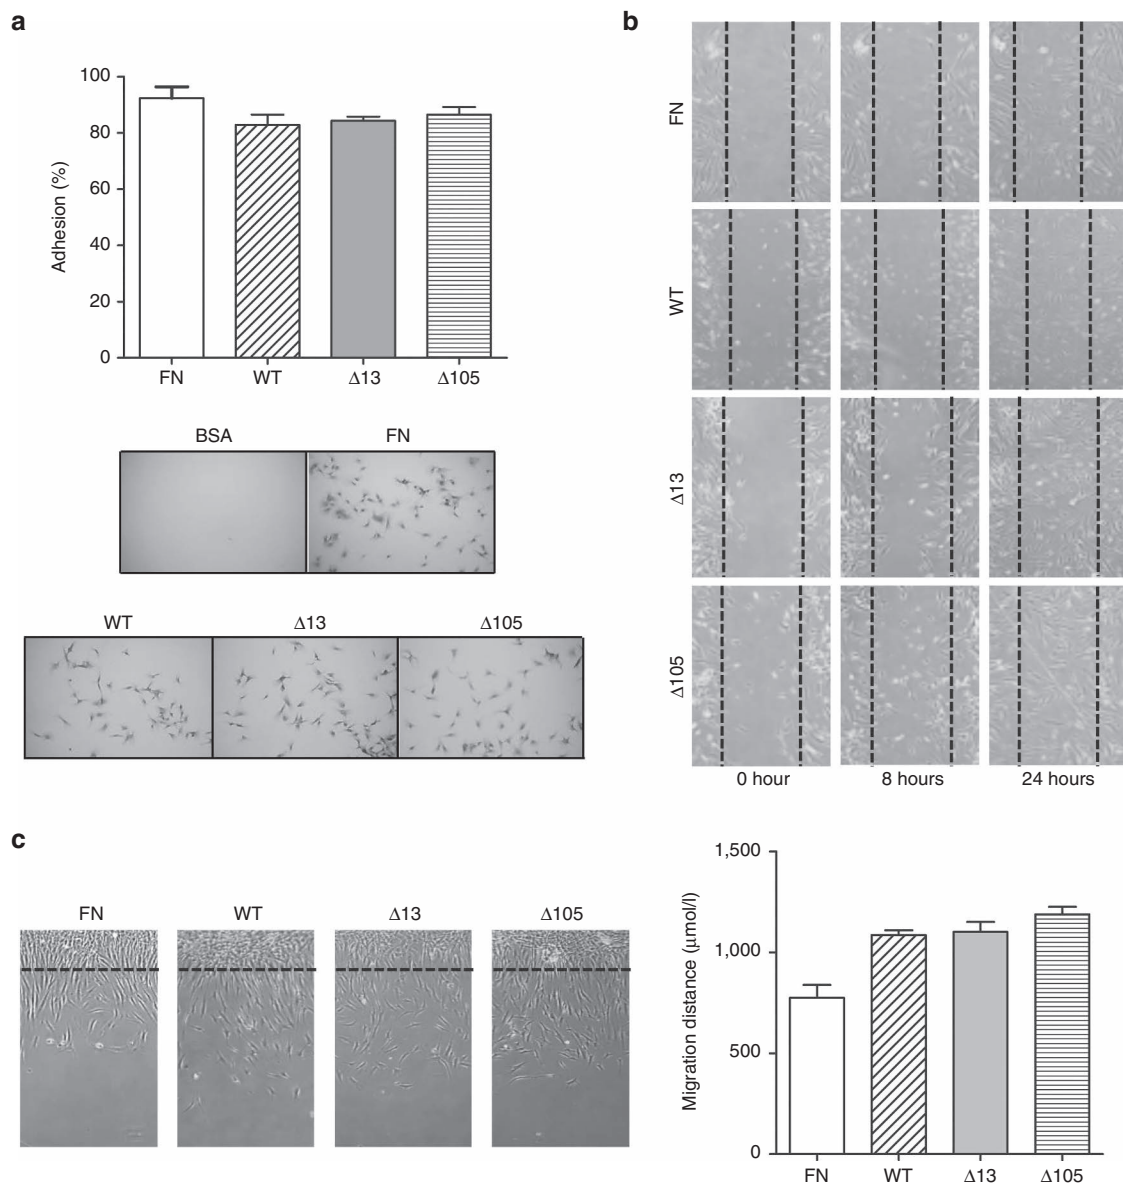 a
100
80
60
40
20
0
Adhesion (%)
FN WT Δ13 Δ105
BSA FN
WT Δ13 Δ105
b
FN
WT
Δ13
Δ105
0 hour 8 hours 24 hours
c
FN WT Δ13 Δ105
1,500
1,000
500
0
Migration distance (μmol/l)
FN WT Δ13 Δ105